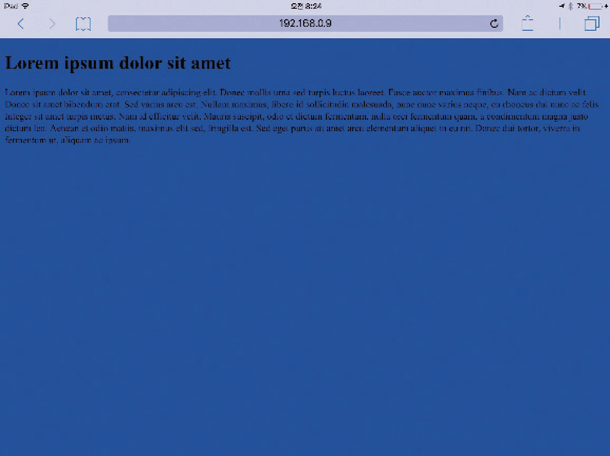 iPad 오전 8:24 7%
192.168.0.9
Lorem ipsum dolor sit amet
Lorem ipsum dolor sit amet, consectetur adipiscing elit. Donec mollis urna sed turpis luctus laoreet. Fusce auctor maximus finibus. Nam ac dictum velit.
Donec sit amet bibendum erat. Sed varius arcu est. Nullam maximus, libero id sollicitudin malesuada, nunc nunc varius neque, eu rhoncus dui nunc ac felis.
Integer sit amet turpis metus. Nam id efficitur velit. Mauris suscipit, odio et dictum fermentum, nulla orci fermentum quam, a condimentum magna justo
dictum leo. Aenean et odio mattis, maximus elit sed, fringilla est. Sed eget purus sit amet arcu elementum aliquet in eu mi. Donec dui tortor, viverra in
fermentum ut, aliquam ac ipsum.